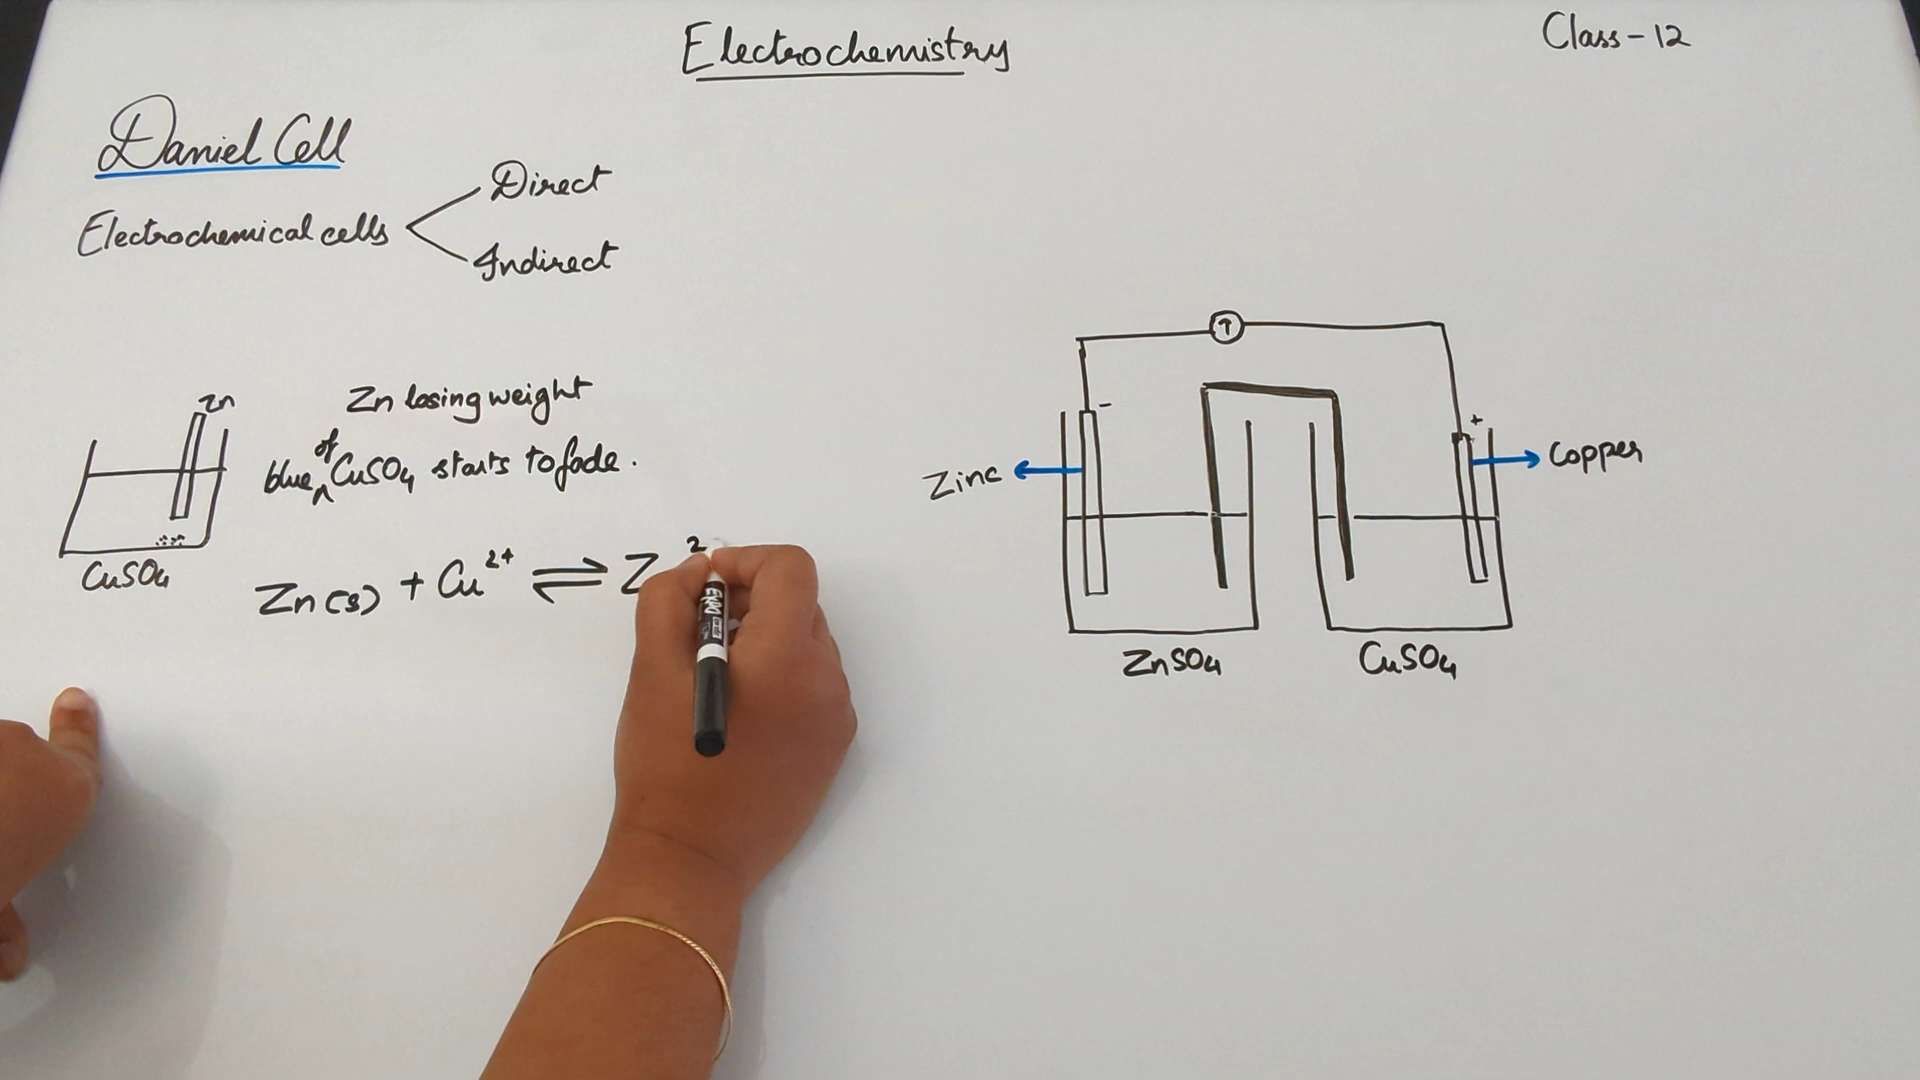 Electrochemistry
Class - 12
Daniel Cell
Electrochemical cells
Direct
Indirect
Zn
Zn losing weight
blue of CuSO4 starts to fade.
CuSO4
Zn(s) + Cu²⁺ ⇌ Z 2
EXPO
-
+
Zinc
Copper
ZnSO4
CuSO4